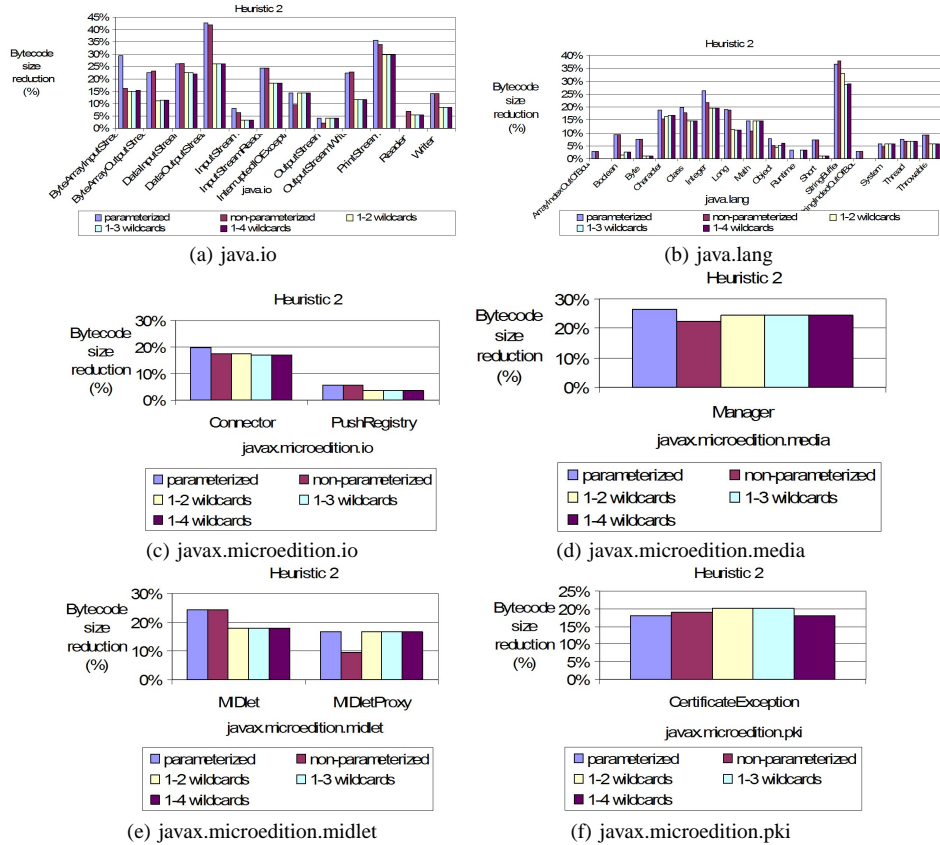 Heuristic 2
Bytecode
size
reduction
(%)
45%
40%
35%
30%
25%
20%
15%
10%
5%
0%
ByteArrayInputStrea
ByteArrayOutputStrea
DataInputStrea
DataOutputStrea
InputStream.
InputStreamReade
InterruptedIOExcepti
OutputStream.
OutputStreamWrite
PrintStream.
Reader
Writer
java.io
parameterized
non-parameterized
1-2 wildcards
1-3 wildcards
1-4 wildcards
(a) java.io
Heuristic 2
Bytecode
size
reduction
(%)
40%
35%
30%
25%
20%
15%
10%
5%
0%
ArrayIndexOutOfBou
Boolean
Byte
Character
Class
Integer
Long
Math
Object
Runtime
Short
StringBuffer
ringIndexOutOfBou
System
Thread
Throwable
java.lang
parameterized
non-parameterized
1-2 wildcards
1-3 wildcards
1-4 wildcards
(b) java.lang
Heuristic 2
Bytecode
size
reduction
(%)
30%
20%
10%
0%
Connector
PushRegistry
javax.microedition.io
parameterized
non-parameterized
1-2 wildcards
1-3 wildcards
1-4 wildcards
(c) javax.microedition.io
Heuristic 2
Bytecode
size
reduction
(%)
30%
20%
10%
0%
Manager
javax.microedition.media
parameterized
non-parameterized
1-2 wildcards
1-3 wildcards
1-4 wildcards
(d) javax.microedition.media
Heuristic 2
Bytecode
size
reduction
(%)
30%
20%
10%
0%
MIDlet
MIDletProxy
javax.microedition.midlet
parameterized
non-parameterized
1-2 wildcards
1-3 wildcards
1-4 wildcards
(e) javax.microedition.midlet
Heuristic 2
Bytecode
size
reduction
(%)
25%
20%
15%
10%
5%
0%
CertificateException
javax.microedition.pki
parameterized
non-parameterized
1-2 wildcards
1-3 wildcards
1-4 wildcards
(f) javax.microedition.pki